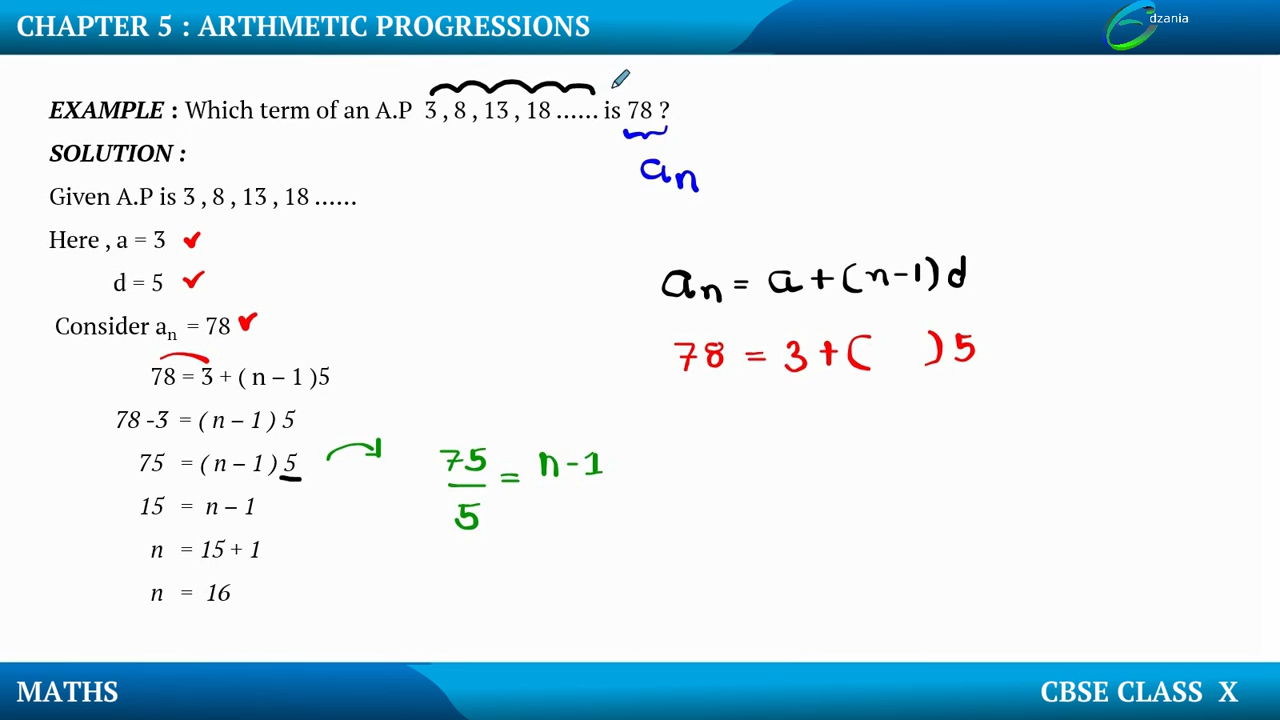 CHAPTER 5 : ARITHMETIC PROGRESSIONS
dzania
EXAMPLE : Which term of an A.P 3 , 8 , 13 , 18 ...... is 78 ?
an
SOLUTION :
Given A.P is 3 , 8 , 13 , 18 ......
Here , a = 3
d = 5
an = a + (n-1) d
Consider an = 78
78 = 3 + ( ) 5
78 = 3 + ( n – 1 )5
78 -3 = ( n – 1 ) 5
75 = ( n – 1 ) 5
75/5 = n - 1
15 = n – 1
n = 15 + 1
n = 16
MATHS
CBSE CLASS X